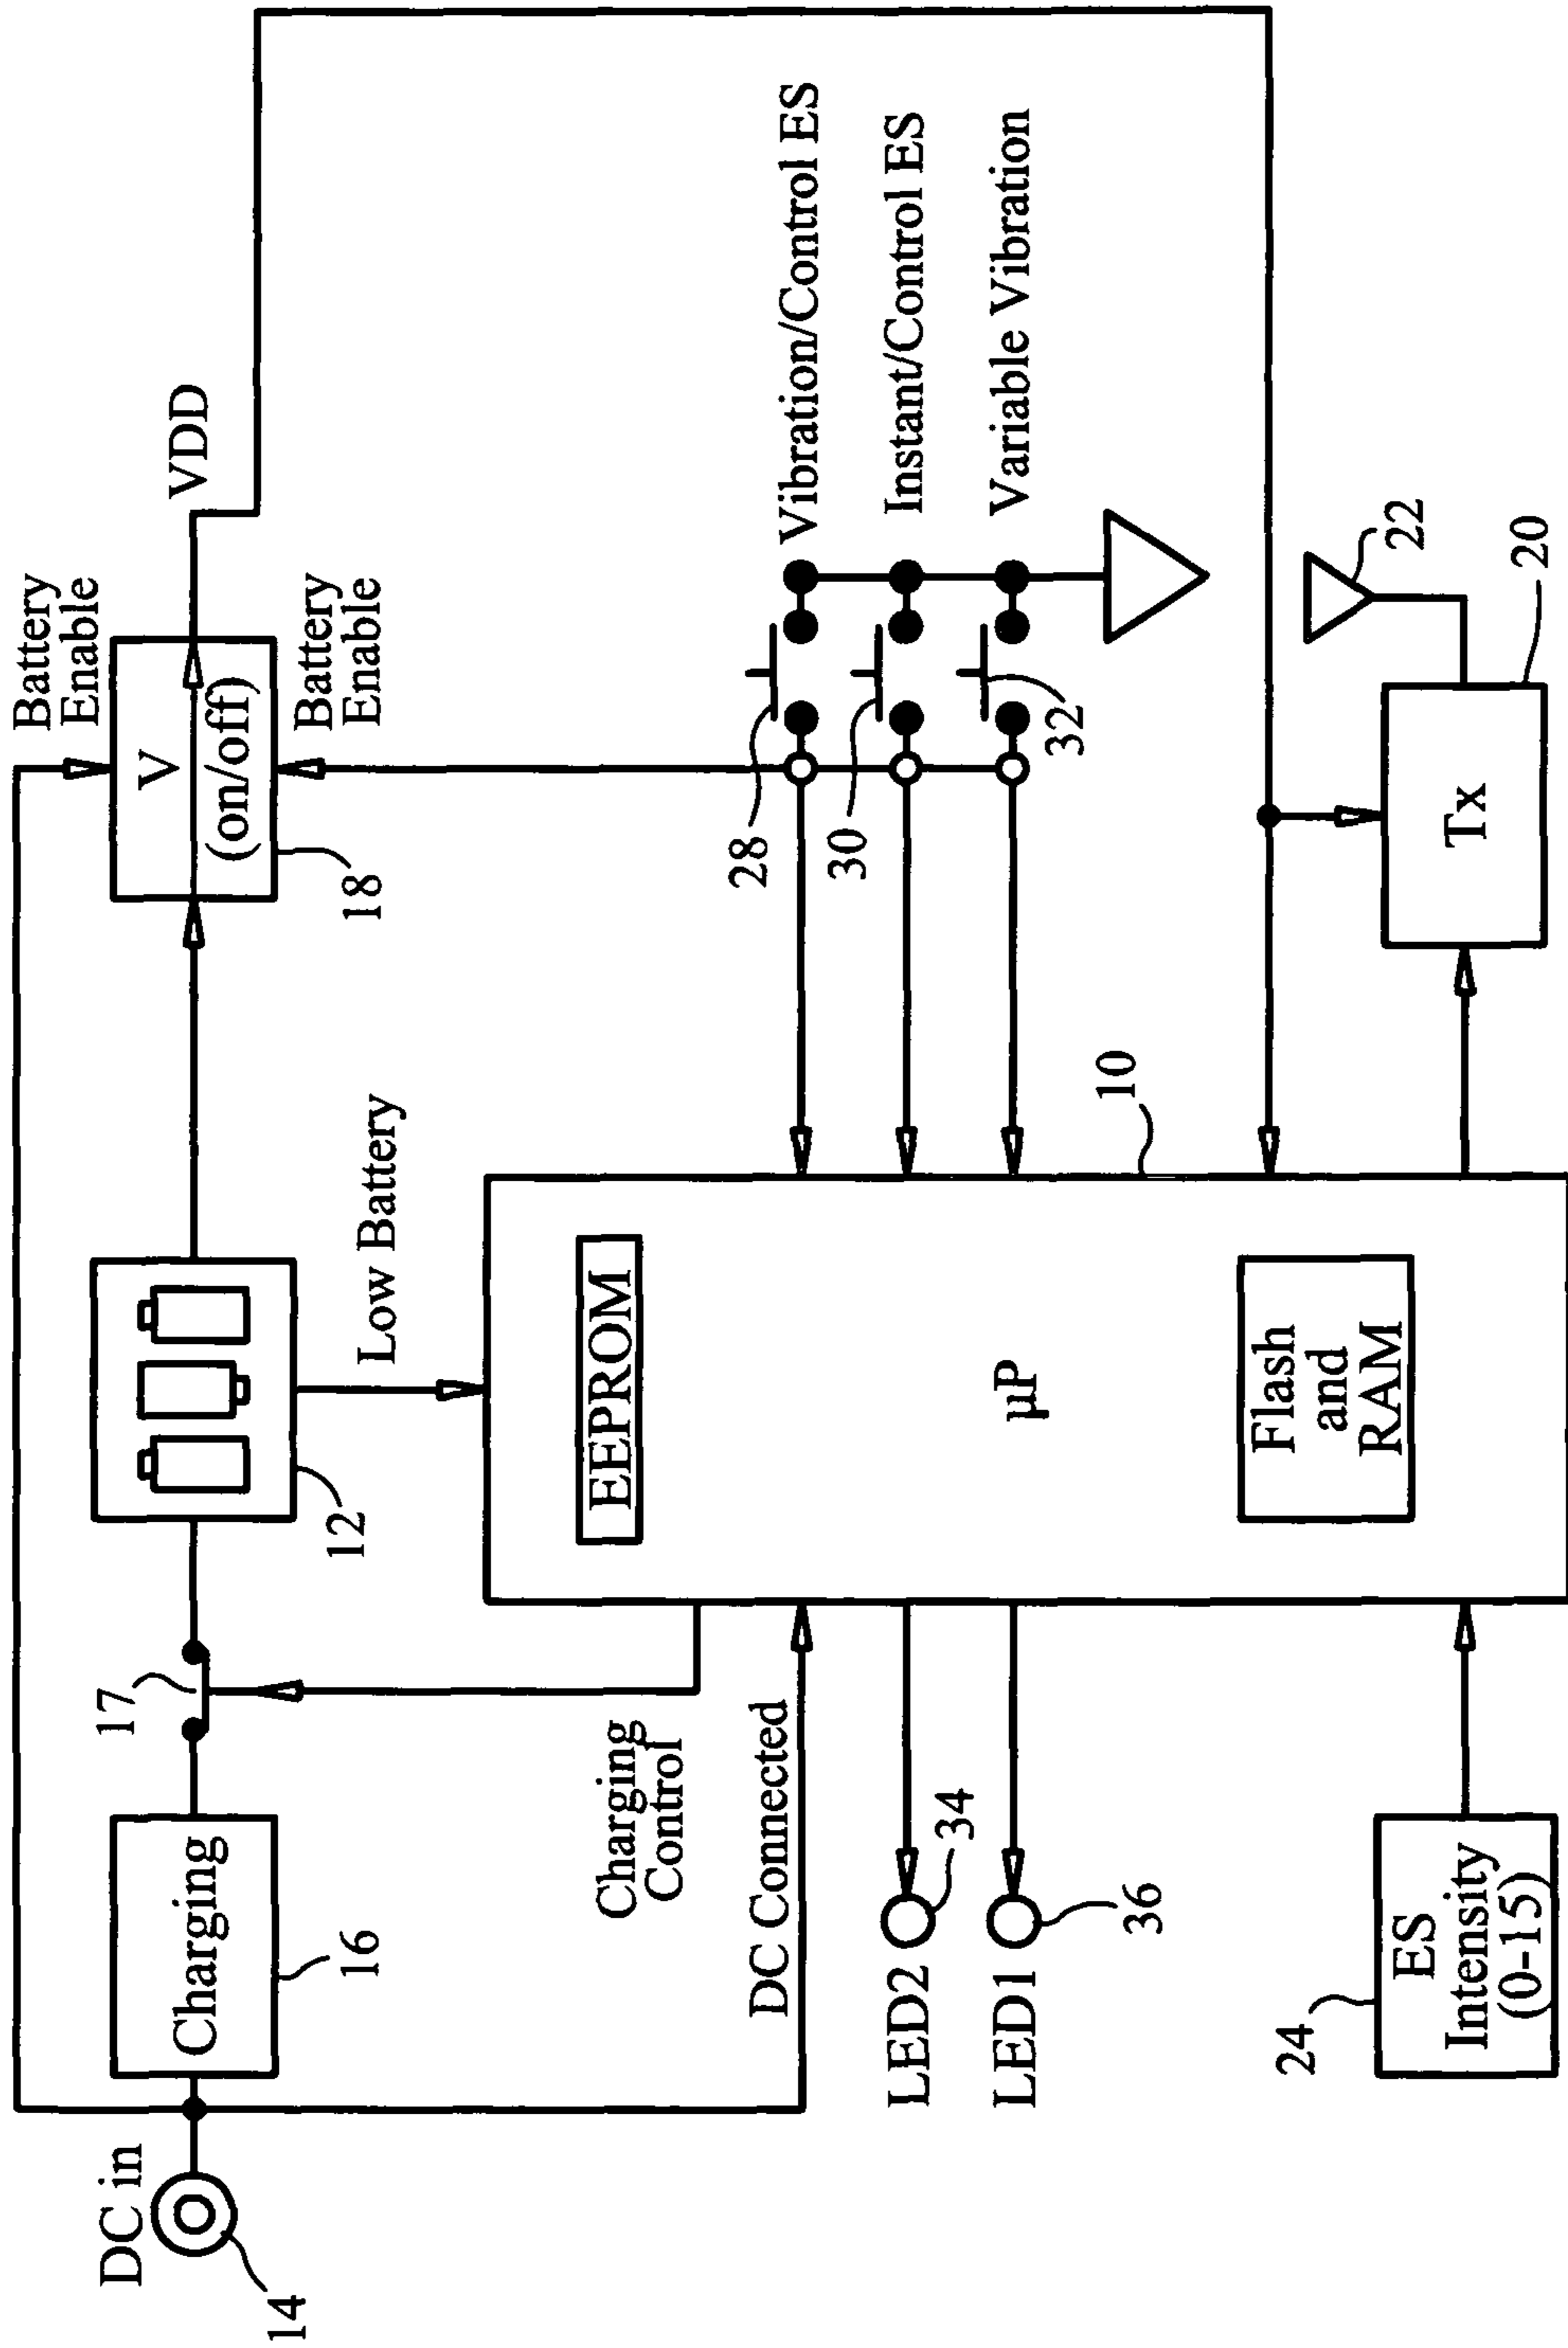 DC in
14
Charging
16
17
12
Low Battery
Battery
Enable
V
(on/off)
18
Battery
Enable
VDD
Charging
Control
DC Connected
LED2
34
LED1
36
ES
Intensity
(0-15)
24
EEPROM
µP
Flash
and
RAM
10
28
30
32
Vibration/Control ES
Instant/Control ES
Variable Vibration
Tx
20
22